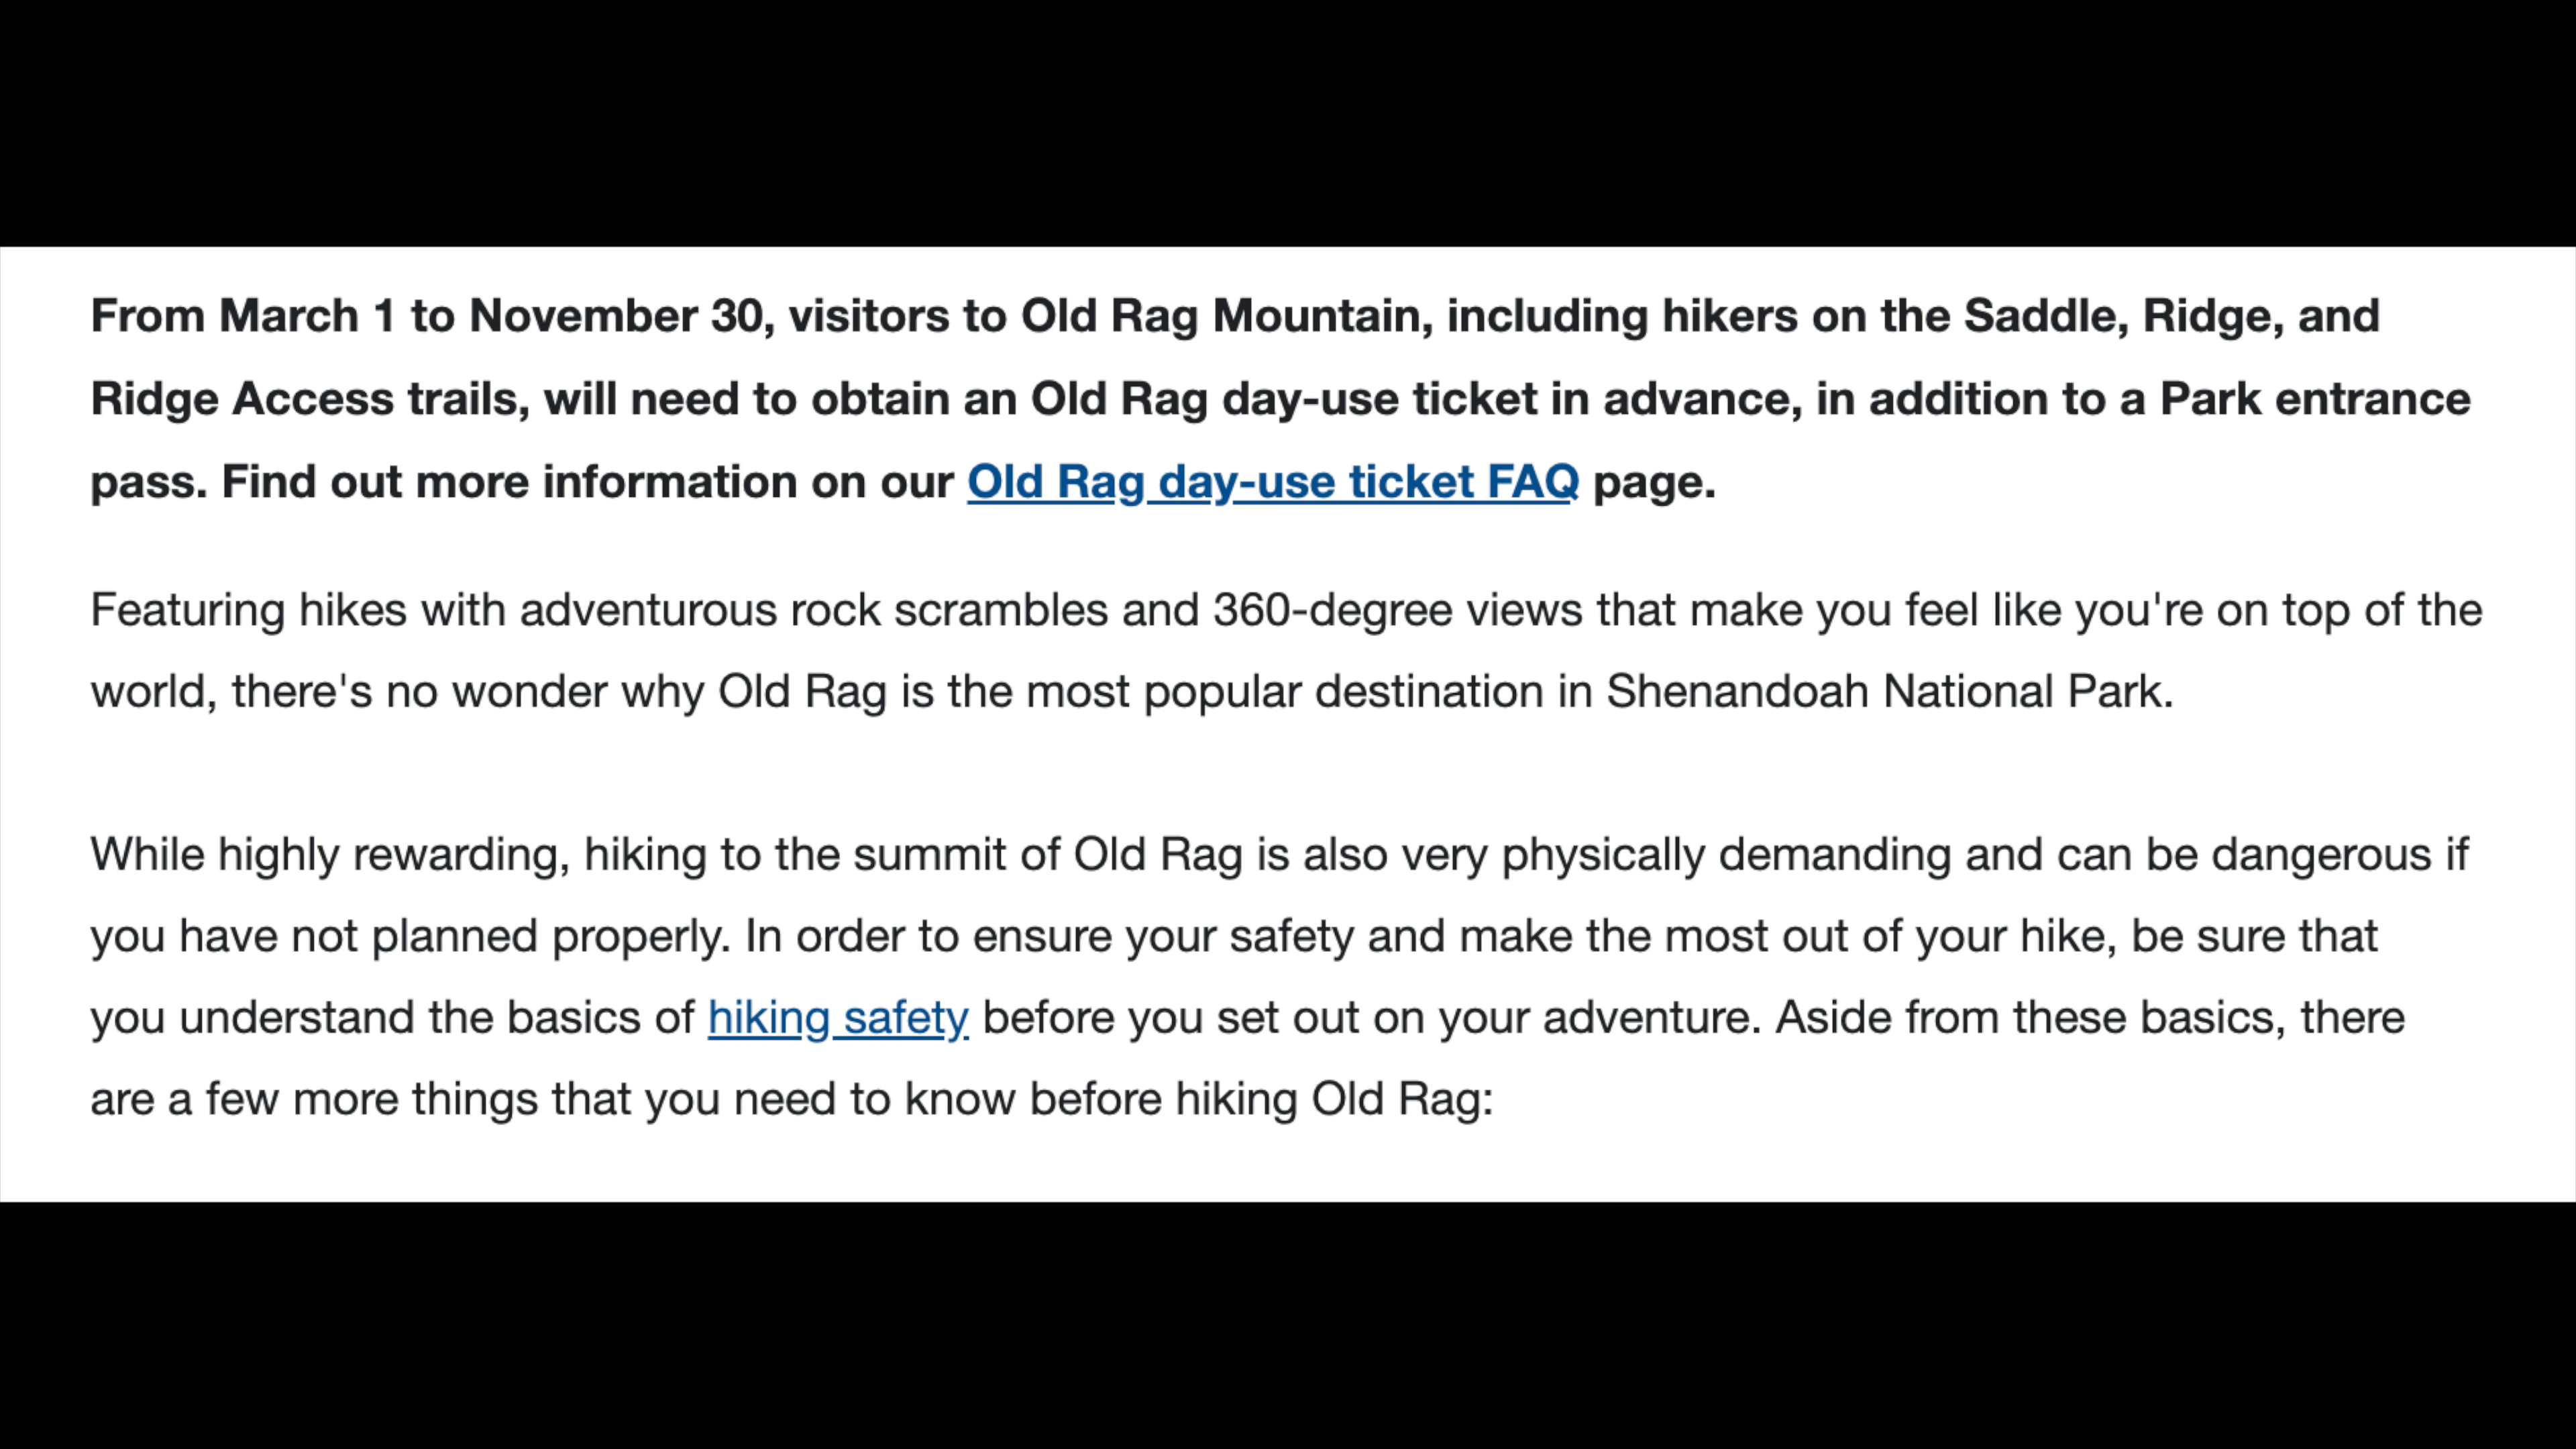 From March 1 to November 30, visitors to Old Rag Mountain, including hikers on the Saddle, Ridge, and
Ridge Access trails, will need to obtain an Old Rag day-use ticket in advance, in addition to a Park entrance
pass. Find out more information on our Old Rag day-use ticket FAQ page.
Featuring hikes with adventurous rock scrambles and 360-degree views that make you feel like you're on top of the
world, there's no wonder why Old Rag is the most popular destination in Shenandoah National Park.
While highly rewarding, hiking to the summit of Old Rag is also very physically demanding and can be dangerous if
you have not planned properly. In order to ensure your safety and make the most out of your hike, be sure that
you understand the basics of hiking safety before you set out on your adventure. Aside from these basics, there
are a few more things that you need to know before hiking Old Rag: